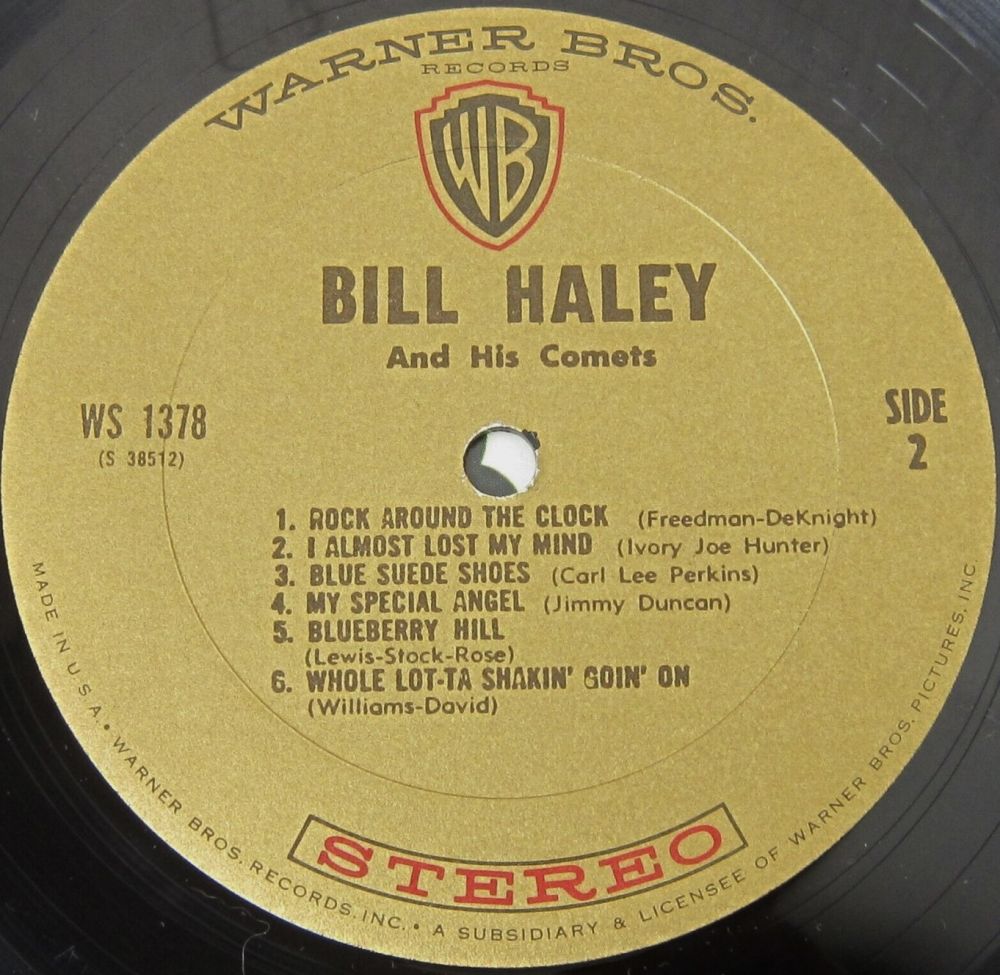 WARNER BROS.
RECORDS
WB
BILL HALEY
And His Comets
WS 1378
(S 38512)
SIDE
2
1. ROCK AROUND THE CLOCK (Freedman-DeKnight)
2. I ALMOST LOST MY MIND (Ivory Joe Hunter)
3. BLUE SUEDE SHOES (Carl Lee Perkins)
4. MY SPECIAL ANGEL (Jimmy Duncan)
5. BLUEBERRY HILL
(Lewis-Stock-Rose)
6. WHOLE LOT-TA SHAKIN' GOIN' ON
(Williams-David)
STEREO
MADE IN U.S.A. • WARNER BROS. RECORDS, INC. • A SUBSIDIARY & LICENSEE OF WARNER BROS. PICTURES, INC.